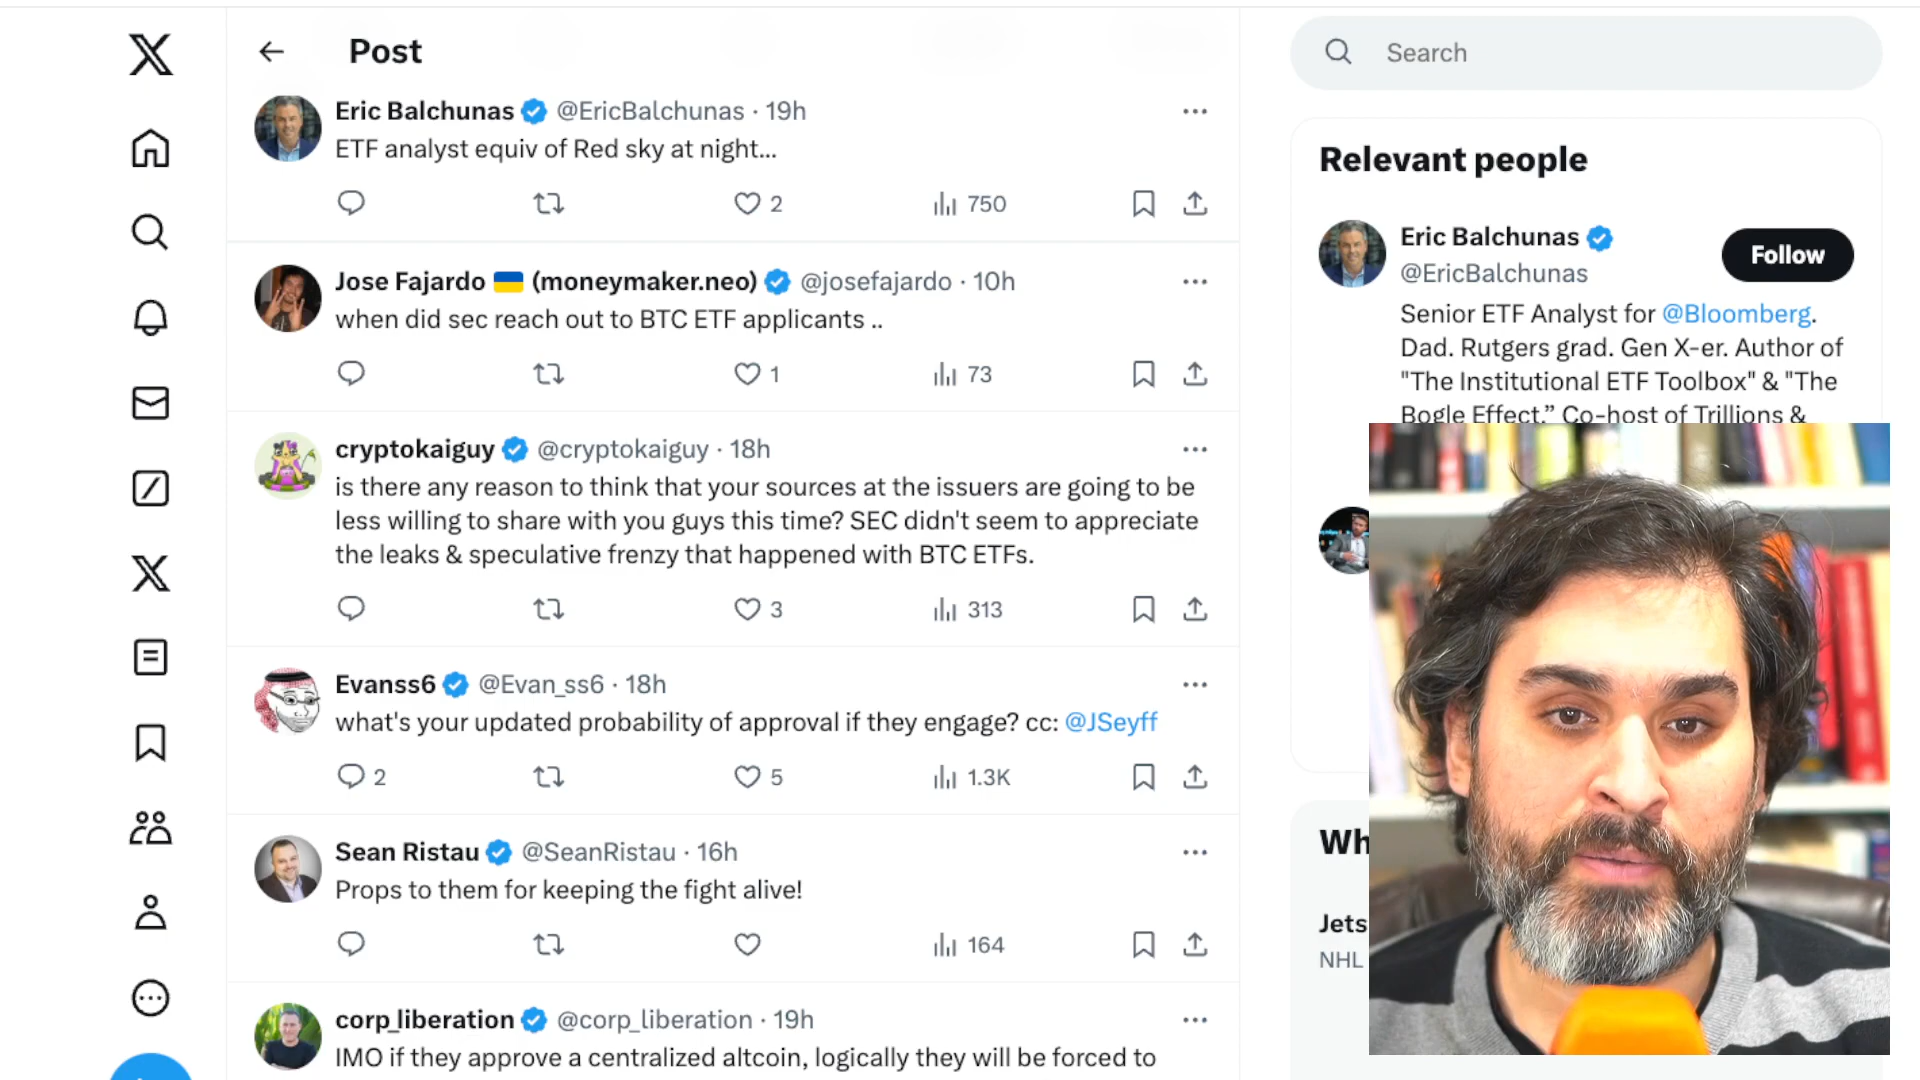 Post
Eric Balchunas @EricBalchunas · 19h
ETF analyst equiv of Red sky at night...
2 750
Jose Fajardo 🇺🇦 (moneymaker.neo) @josefajardo · 10h
when did sec reach out to BTC ETF applicants ..
1 73
cryptokaiguy @cryptokaiguy · 18h
is there any reason to think that your sources at the issuers are going to be
less willing to share with you guys this time? SEC didn't seem to appreciate
the leaks & speculative frenzy that happened with BTC ETFs.
3 313
Evanss6 @Evan_ss6 · 18h
what's your updated probability of approval if they engage? cc: @JSeyff
2 5 1.3K
Sean Ristau @SeanRistau · 16h
Props to them for keeping the fight alive!
164
corp_liberation @corp_liberation · 19h
IMO if they approve a centralized altcoin, logically they will be forced to
Search
Relevant people
Eric Balchunas
@EricBalchunas
Follow
Senior ETF Analyst for @Bloomberg.
Dad. Rutgers grad. Gen X-er. Author of
"The Institutional ETF Toolbox" & "The
Bogle Effect.” Co-host of Trillions &
Wh
Jets
NHL